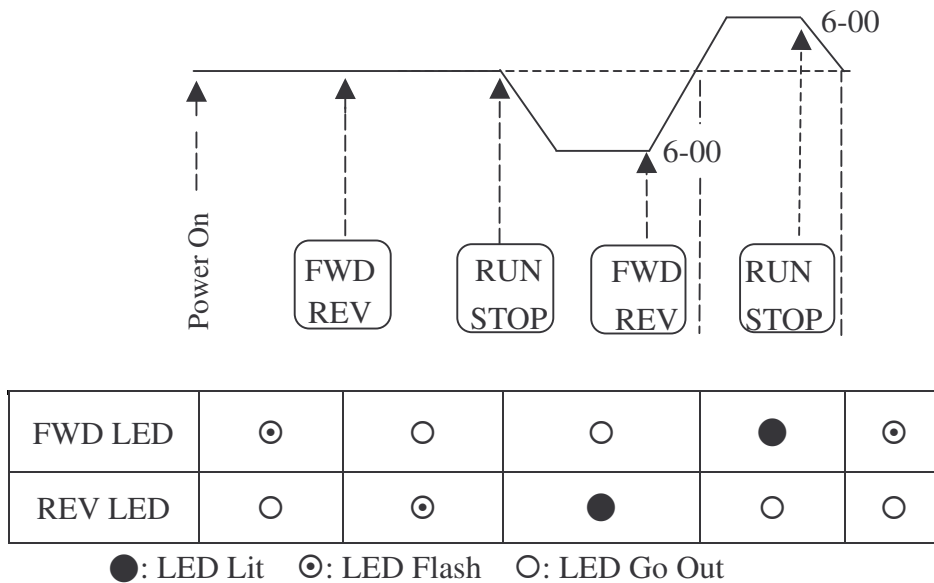 6-00
6-00
Power On
FWD
REV
RUN
STOP
FWD
REV
RUN
STOP
FWD LED
REV LED
●: LED Lit ⊙: LED Flash ○: LED Go Out